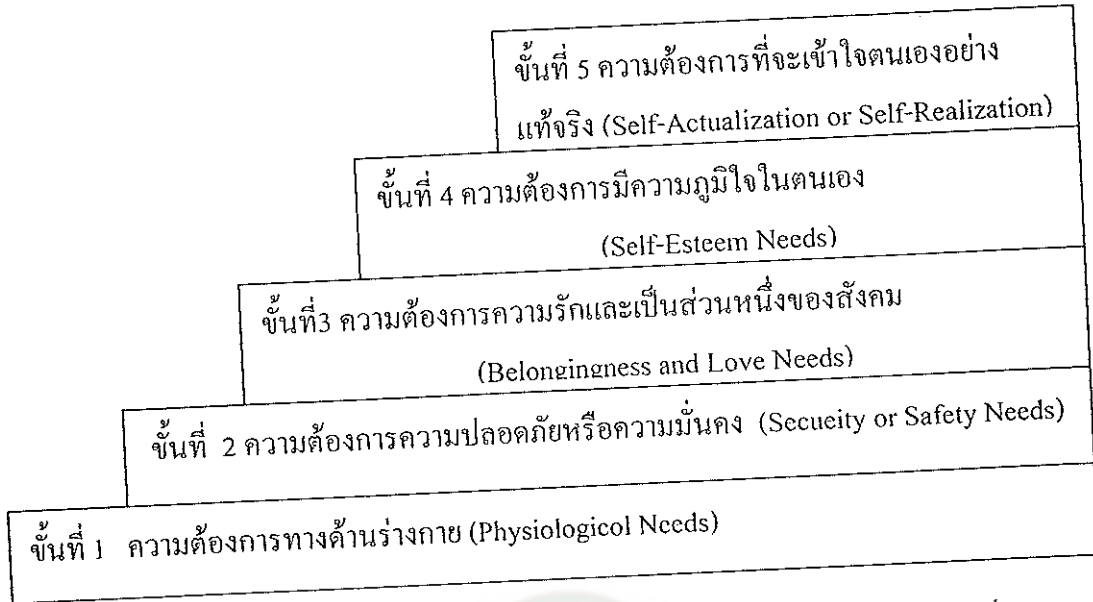 ขั้นที่ 5 ความต้องการที่จะเข้าใจตนเองอย่าง
แท้จริง (Self-Actualization or Self-Realization)
ขั้นที่ 4 ความต้องการมีความภูมิใจในตนเอง
(Self-Esteem Needs)
ขั้นที่3 ความต้องการความรักและเป็นส่วนหนึ่งของสังคม
(Belongingness and Love Needs)
ขั้นที่ 2 ความต้องการความปลอดภัยหรือความมั่นคง (Secueity or Safety Needs)
ขั้นที่ 1 ความต้องการทางด้านร่างกาย (Physiologicol Needs)